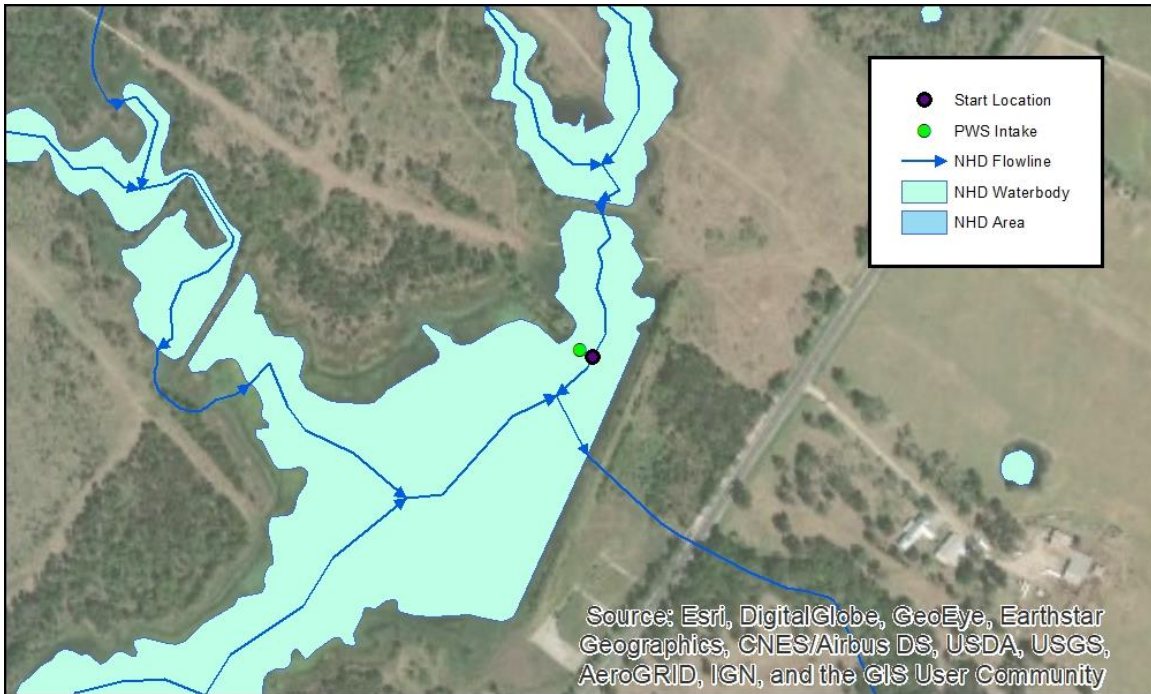 Start Location
PWS Intake
NHD Flowline
NHD Waterbody
NHD Area
Source: Esri, DigitalGlobe, GeoEye, Earthstar
Geographics, CNES/Airbus DS, USDA, USGS,
AeroGRID, IGN, and the GIS User Community